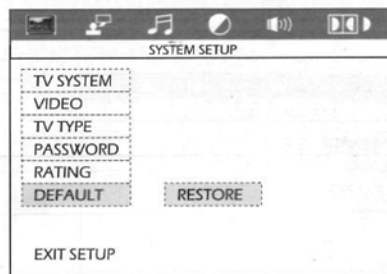 SYSTEM SETUP
TV SYSTEM
VIDEO
TV TYPE
PASSWORD
RATING
DEFAULT RESTORE
EXIT SETUP